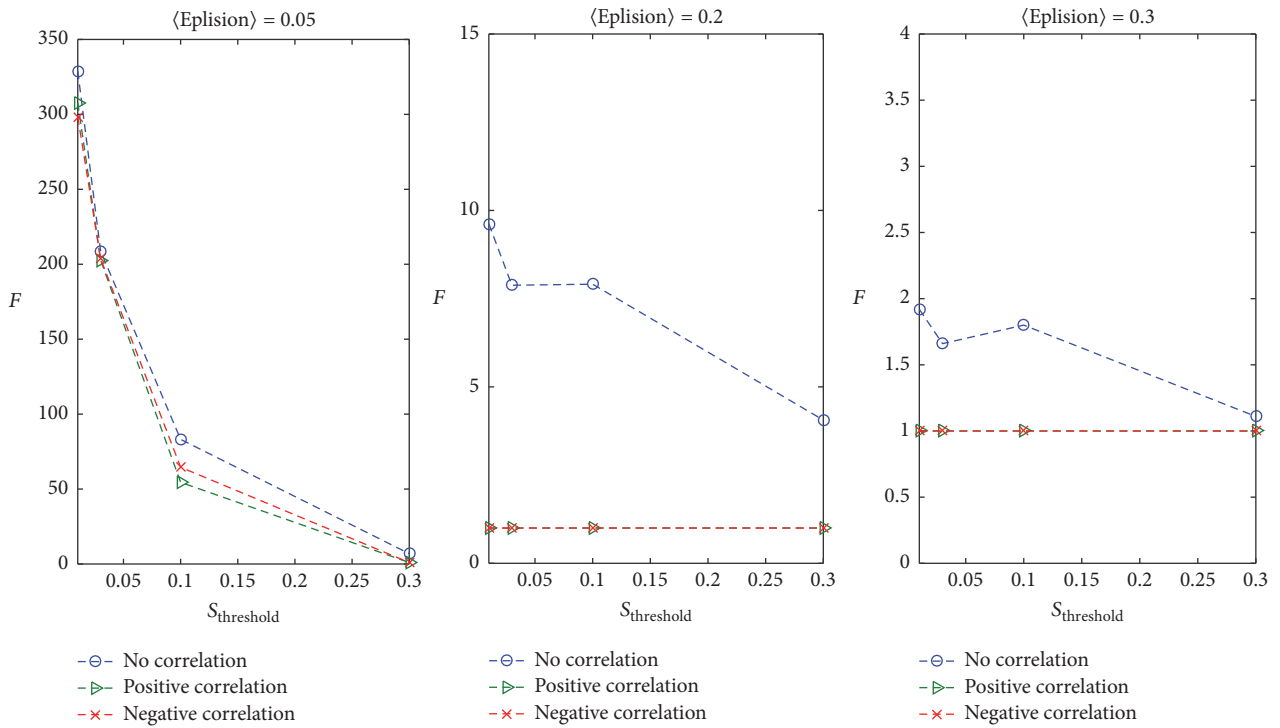 ⟨Eplision⟩ = 0.05
350
300
250
200
150
100
50
0
F
0.05 0.1 0.15 0.2 0.25 0.3
S_threshold
No correlation
Positive correlation
Negative correlation
⟨Eplision⟩ = 0.2
15
10
5
0
F
0.05 0.1 0.15 0.2 0.25 0.3
S_threshold
No correlation
Positive correlation
Negative correlation
⟨Eplision⟩ = 0.3
4
3.5
3
2.5
2
1.5
1
0.5
0
F
0.05 0.1 0.15 0.2 0.25 0.3
S_threshold
No correlation
Positive correlation
Negative correlation